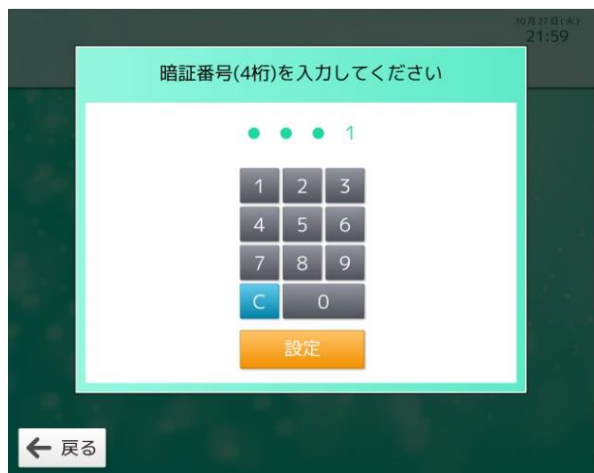 10月27日(火)
21:59
暗証番号(4桁)を入力してください
● ● ● 1
1 2 3
4 5 6
7 8 9
C 0
設定
← 戻る